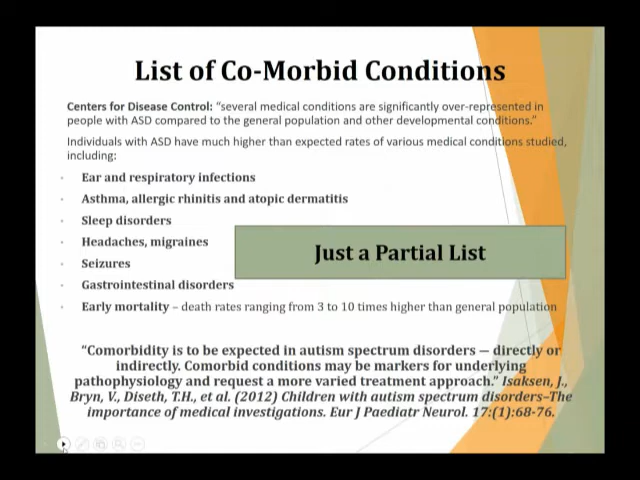 List of Co-Morbid Conditions
Centers for Disease Control: “several medical conditions are significantly over-represented in
people with ASD compared to the general population and other developmental conditions.”
Individuals with ASD have much higher than expected rates of various medical conditions studied,
including:
Ear and respiratory infections
Asthma, allergic rhinitis and atopic dermatitis
Sleep disorders
Headaches, migraines
Just a Partial List
Seizures
Gastrointestinal disorders
Early mortality – death rates ranging from 3 to 10 times higher than general population
“Comorbidity is to be expected in autism spectrum disorders — directly or
indirectly. Comorbid conditions may be markers for underlying
pathophysiology and request a more varied treatment approach.” Isaksen, J.,
Bryn, V., Diseth, T.H., et al. (2012) Children with autism spectrum disorders–The
importance of medical investigations. Eur J Paediatr Neurol. 17:(1):68-76.